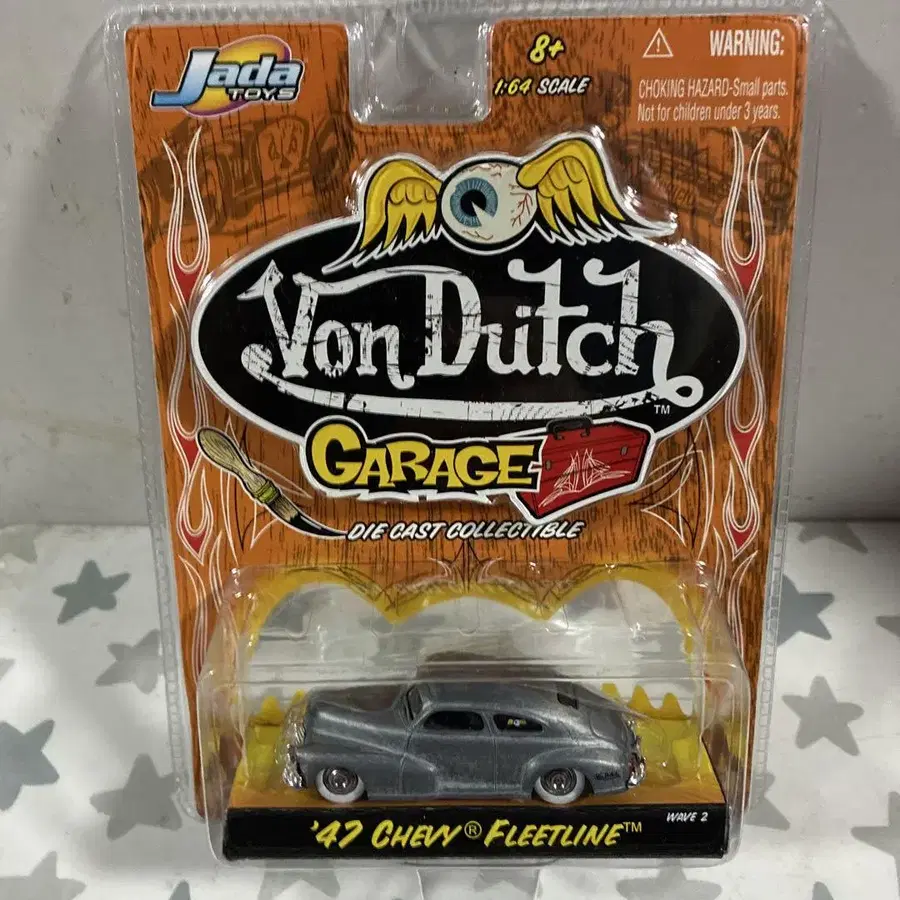 Jada
TOYS
8+
1:64 SCALE
WARNING:
CHOKING HAZARD-Small parts.
Not for children under 3 years.
Von Dutch
TM
GARAGE
DIE CAST COLLECTIBLE
WAVE 2
'47 CHEVY® FLEETLINE™